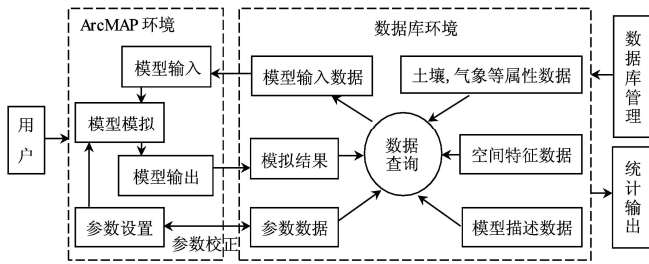 ArcMAP 环境
数据库环境
模型输入
模型输入数据
土壤,气象等属性数据
数据库管理
用户
模型模拟
数据
查询
模型输出
模拟结果
空间特征数据
统计输出
参数设置
参数校正
参数数据
模型描述数据